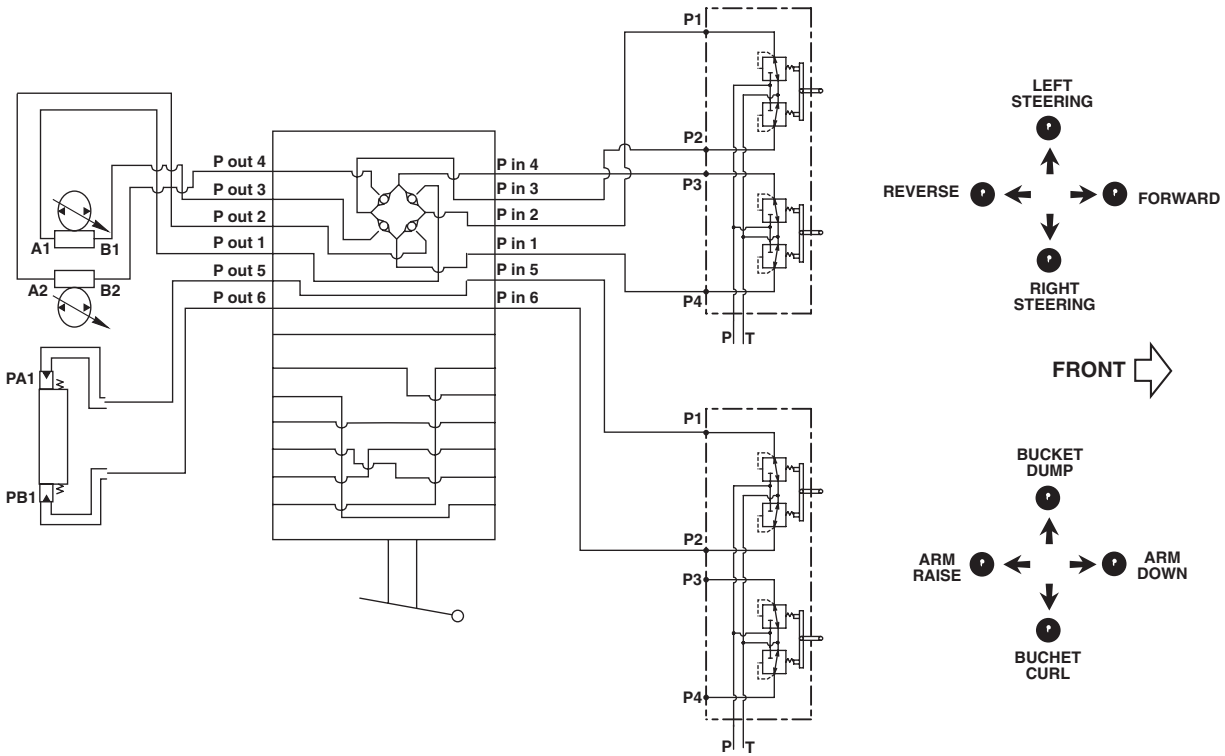 P1
P2
P3
P4
P T
P out 4
P out 3
P out 2
P out 1
P out 5
P out 6
P in 4
P in 3
P in 2
P in 1
P in 5
P in 6
A1 B1
A2 B2
PA1
PB1
P1
P2
P3
P4
P T
LEFT
STEERING
REVERSE
FORWARD
RIGHT
STEERING
FRONT
BUCKET
DUMP
ARM
RAISE
ARM
DOWN
BUCHET
CURL